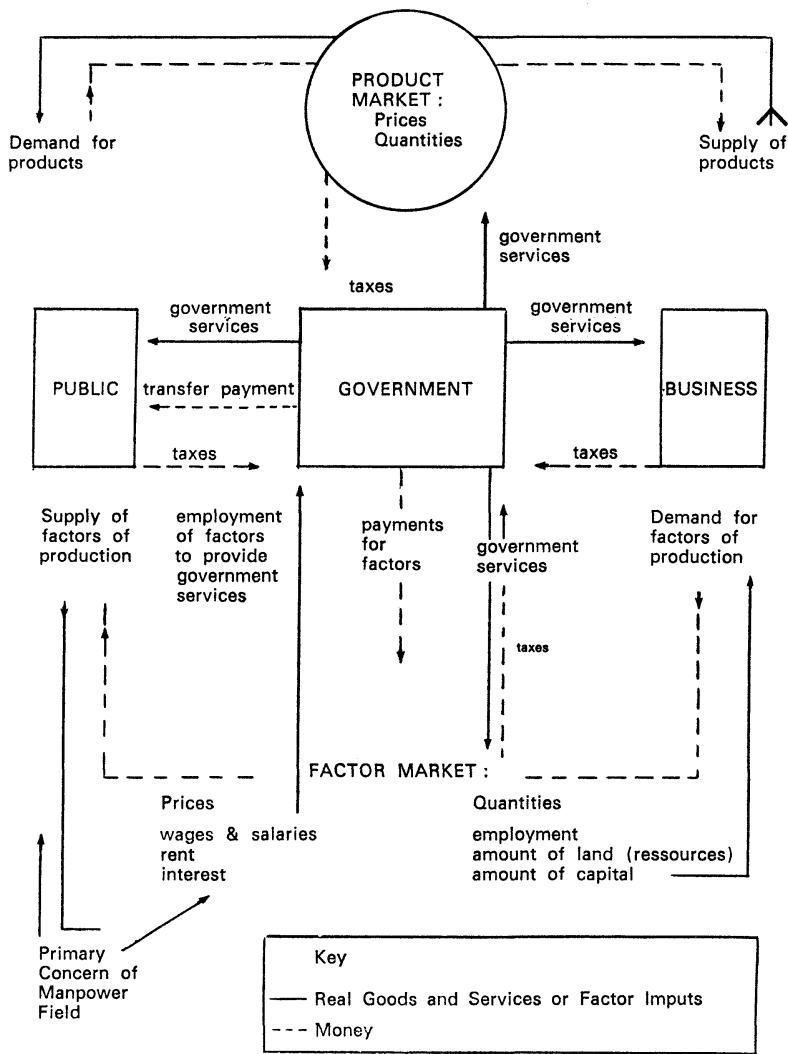 PRODUCT
MARKET :
Prices
Quantities
Demand for
products
Supply of
products
government
services
taxes
government
services
government
services
PUBLIC
transfer payment
GOVERNMENT
BUSINESS
taxes
taxes
Supply of
factors of
production
employment
of factors
to provide
government
services
payments
for
factors
government
services
Demand for
factors of
production
taxes
FACTOR MARKET :
Prices
wages & salaries
rent
interest
Quantities
employment
amount of land (ressources)
amount of capital
Primary
Concern of
Manpower
Field
Key
Real Goods and Services or Factor Imputs
Money